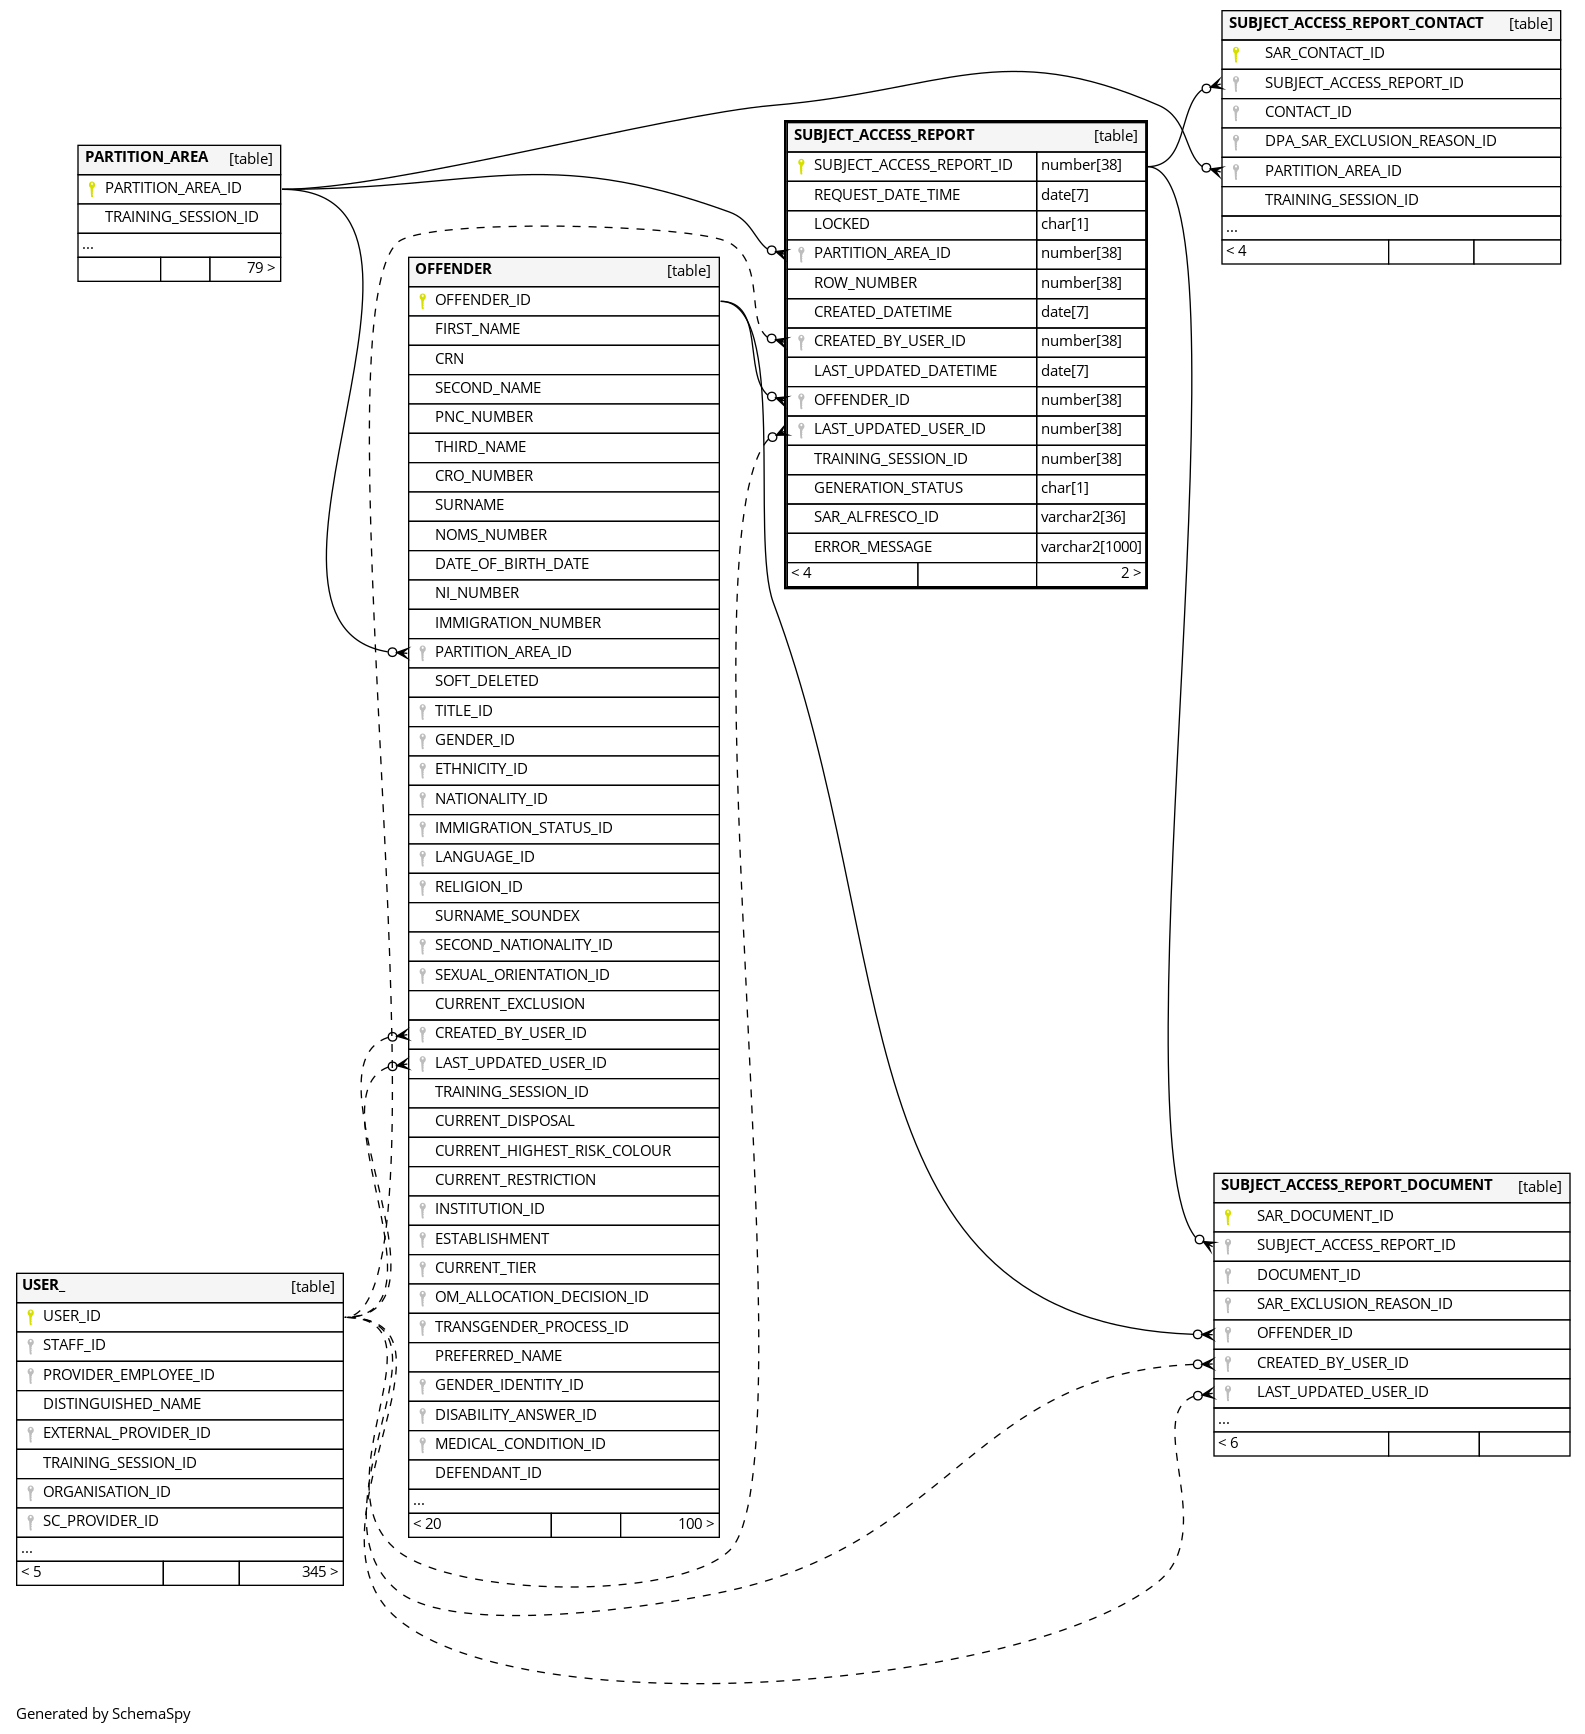 SUBJECT_ACCESS_REPORT_CONTACT [table]
SAR_CONTACT_ID
SUBJECT_ACCESS_REPORT_ID
CONTACT_ID
DPA_SAR_EXCLUSION_REASON_ID
PARTITION_AREA_ID
TRAINING_SESSION_ID
...
< 4
SUBJECT_ACCESS_REPORT [table]
SUBJECT_ACCESS_REPORT_ID number[38]
REQUEST_DATE_TIME date[7]
LOCKED char[1]
PARTITION_AREA_ID number[38]
ROW_NUMBER number[38]
CREATED_DATETIME date[7]
CREATED_BY_USER_ID number[38]
LAST_UPDATED_DATETIME date[7]
OFFENDER_ID number[38]
LAST_UPDATED_USER_ID number[38]
TRAINING_SESSION_ID number[38]
GENERATION_STATUS char[1]
SAR_ALFRESCO_ID varchar2[36]
ERROR_MESSAGE varchar2[1000]
< 4 2 >
PARTITION_AREA [table]
PARTITION_AREA_ID
TRAINING_SESSION_ID
...
79 >
OFFENDER [table]
OFFENDER_ID
FIRST_NAME
CRN
SECOND_NAME
PNC_NUMBER
THIRD_NAME
CRO_NUMBER
SURNAME
NOMS_NUMBER
DATE_OF_BIRTH_DATE
NI_NUMBER
IMMIGRATION_NUMBER
PARTITION_AREA_ID
SOFT_DELETED
TITLE_ID
GENDER_ID
ETHNICITY_ID
NATIONALITY_ID
IMMIGRATION_STATUS_ID
LANGUAGE_ID
RELIGION_ID
SURNAME_SOUNDEX
SECOND_NATIONALITY_ID
SEXUAL_ORIENTATION_ID
CURRENT_EXCLUSION
CREATED_BY_USER_ID
LAST_UPDATED_USER_ID
TRAINING_SESSION_ID
CURRENT_DISPOSAL
CURRENT_HIGHEST_RISK_COLOUR
CURRENT_RESTRICTION
INSTITUTION_ID
ESTABLISHMENT
CURRENT_TIER
OM_ALLOCATION_DECISION_ID
TRANSGENDER_PROCESS_ID
PREFERRED_NAME
GENDER_IDENTITY_ID
DISABILITY_ANSWER_ID
MEDICAL_CONDITION_ID
DEFENDANT_ID
...
< 20 100 >
SUBJECT_ACCESS_REPORT_DOCUMENT [table]
SAR_DOCUMENT_ID
SUBJECT_ACCESS_REPORT_ID
DOCUMENT_ID
SAR_EXCLUSION_REASON_ID
OFFENDER_ID
CREATED_BY_USER_ID
LAST_UPDATED_USER_ID
...
< 6
USER_ [table]
USER_ID
STAFF_ID
PROVIDER_EMPLOYEE_ID
DISTINGUISHED_NAME
EXTERNAL_PROVIDER_ID
TRAINING_SESSION_ID
ORGANISATION_ID
SC_PROVIDER_ID
...
< 5 345 >
Generated by SchemaSpy